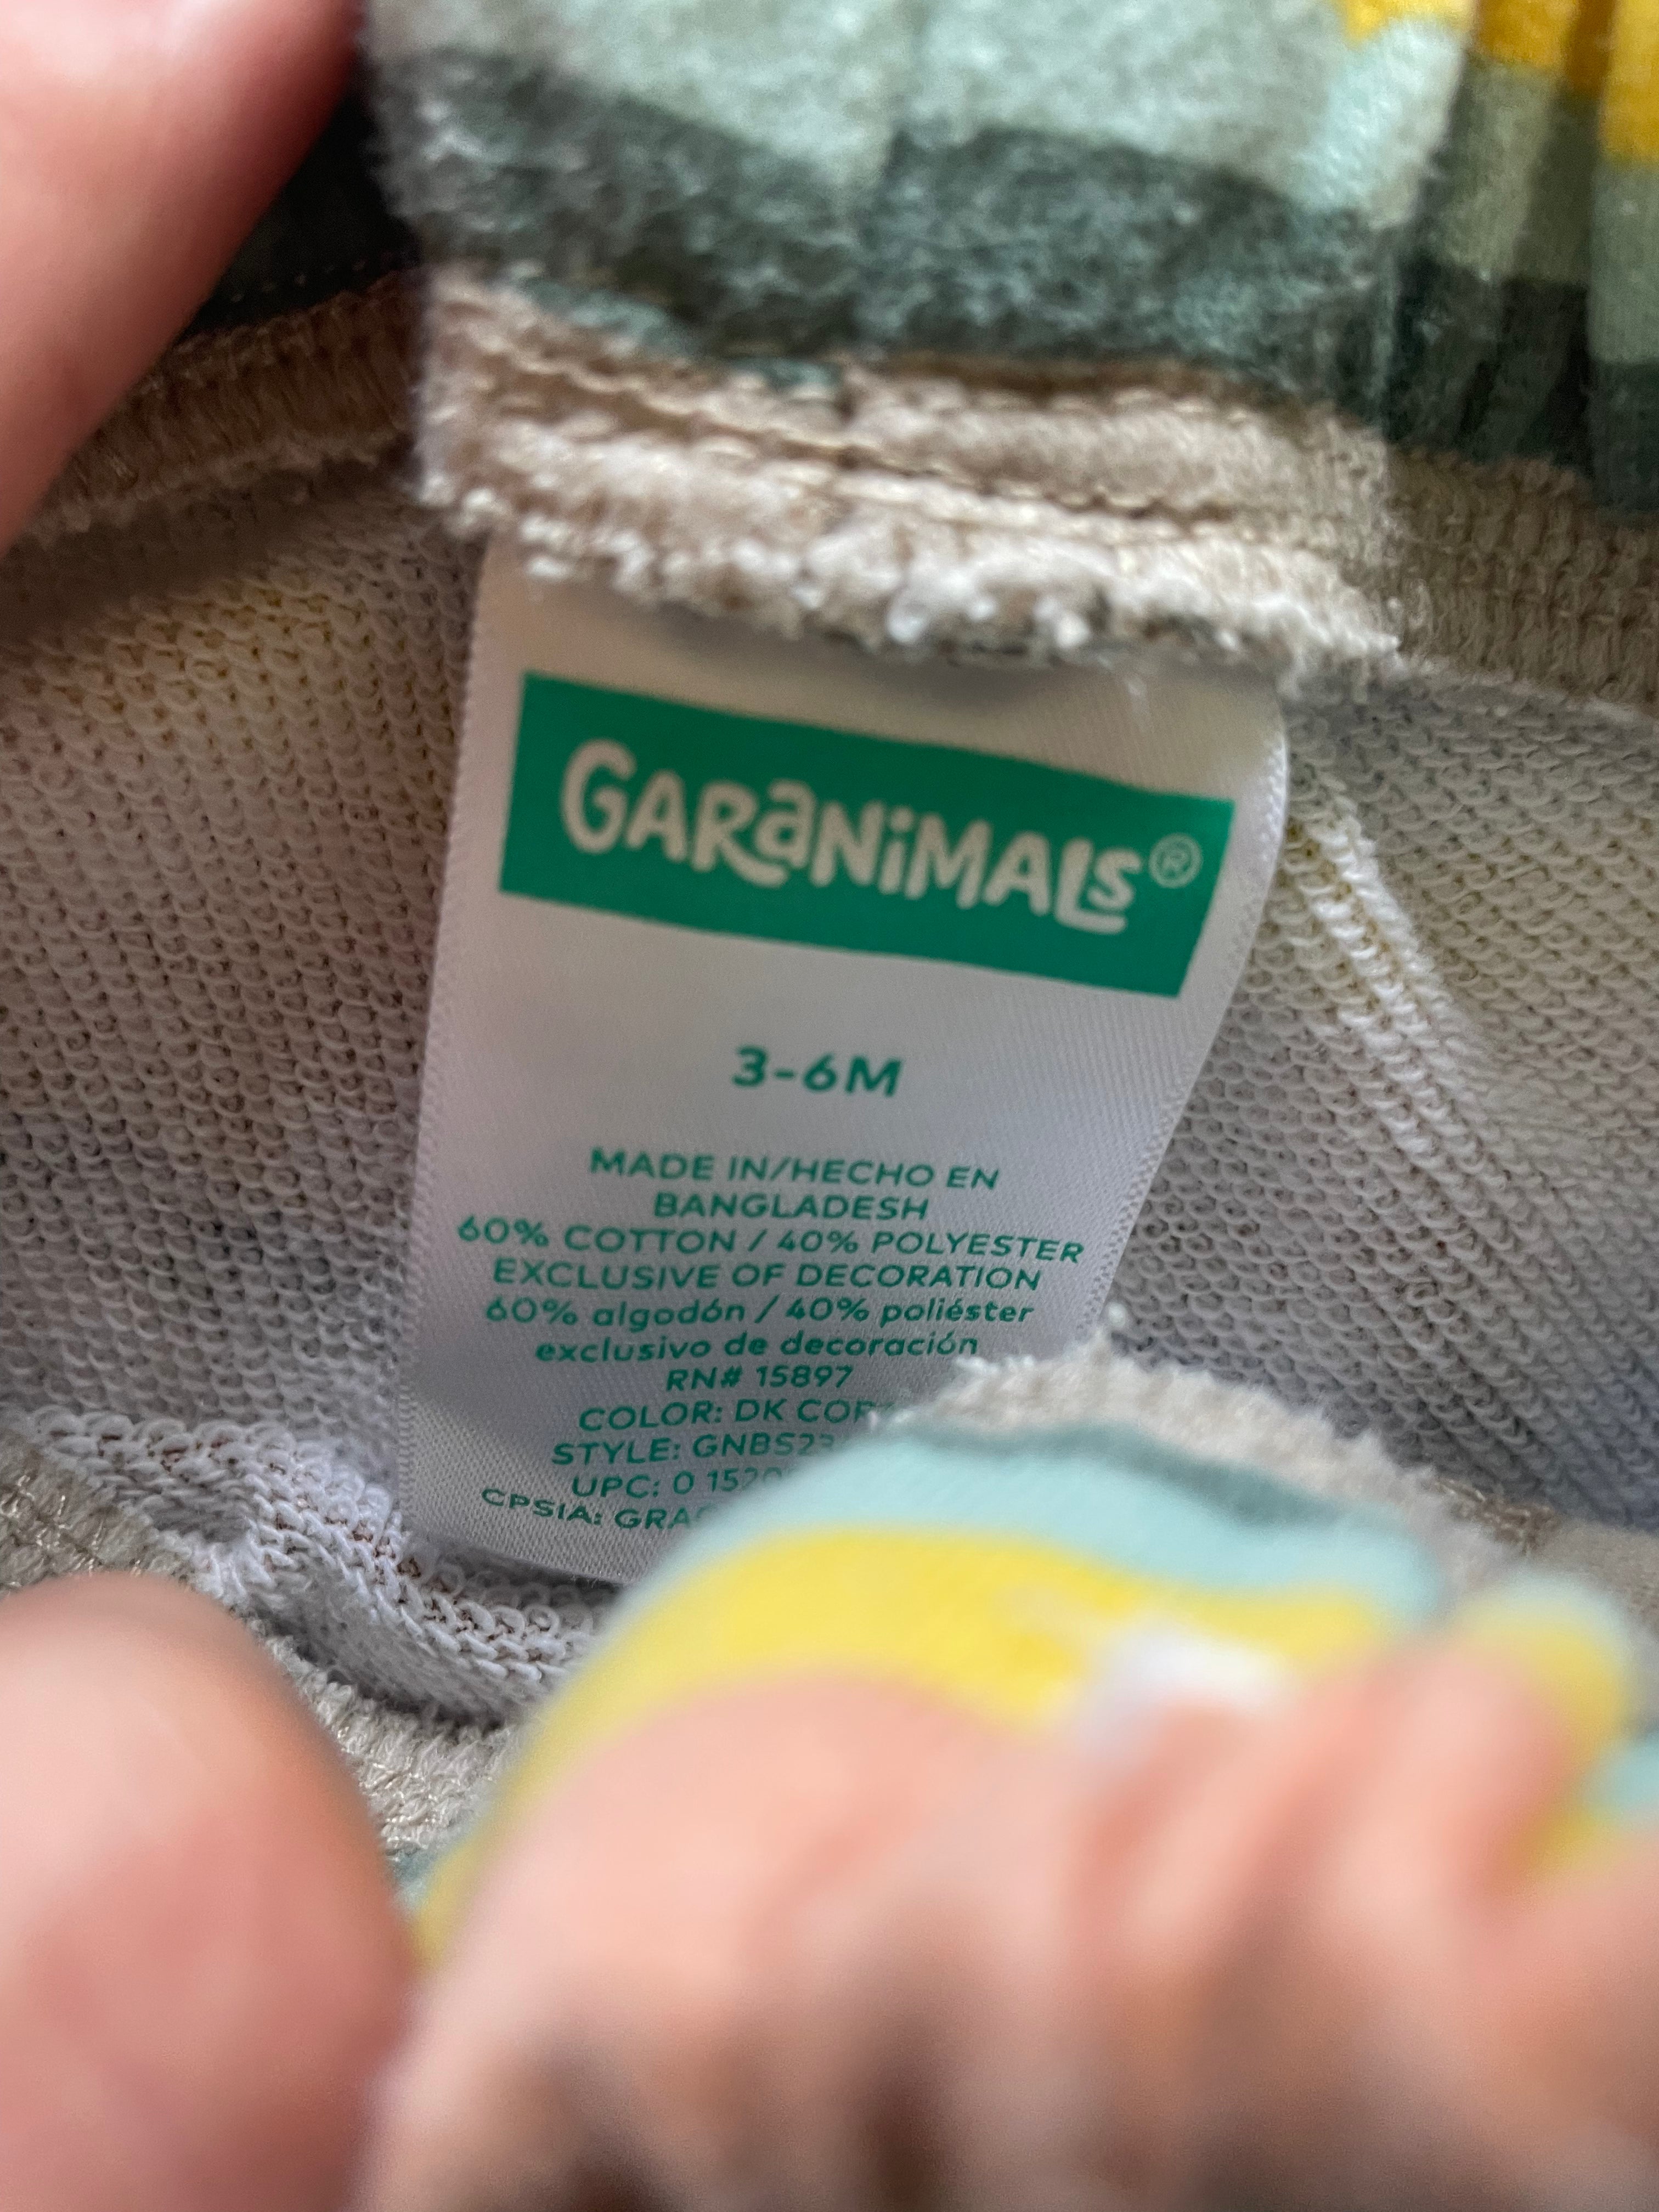 GARANIMALS®
3-6M
MADE IN/HECHO EN
BANGLADESH
60% COTTON / 40% POLYESTER
EXCLUSIVE OF DECORATION
60% algodón / 40% poliéster
exclusivo de decoración
RN# 15897
COLOR: DK
STYLE:
UPC: 0
CPSIA: